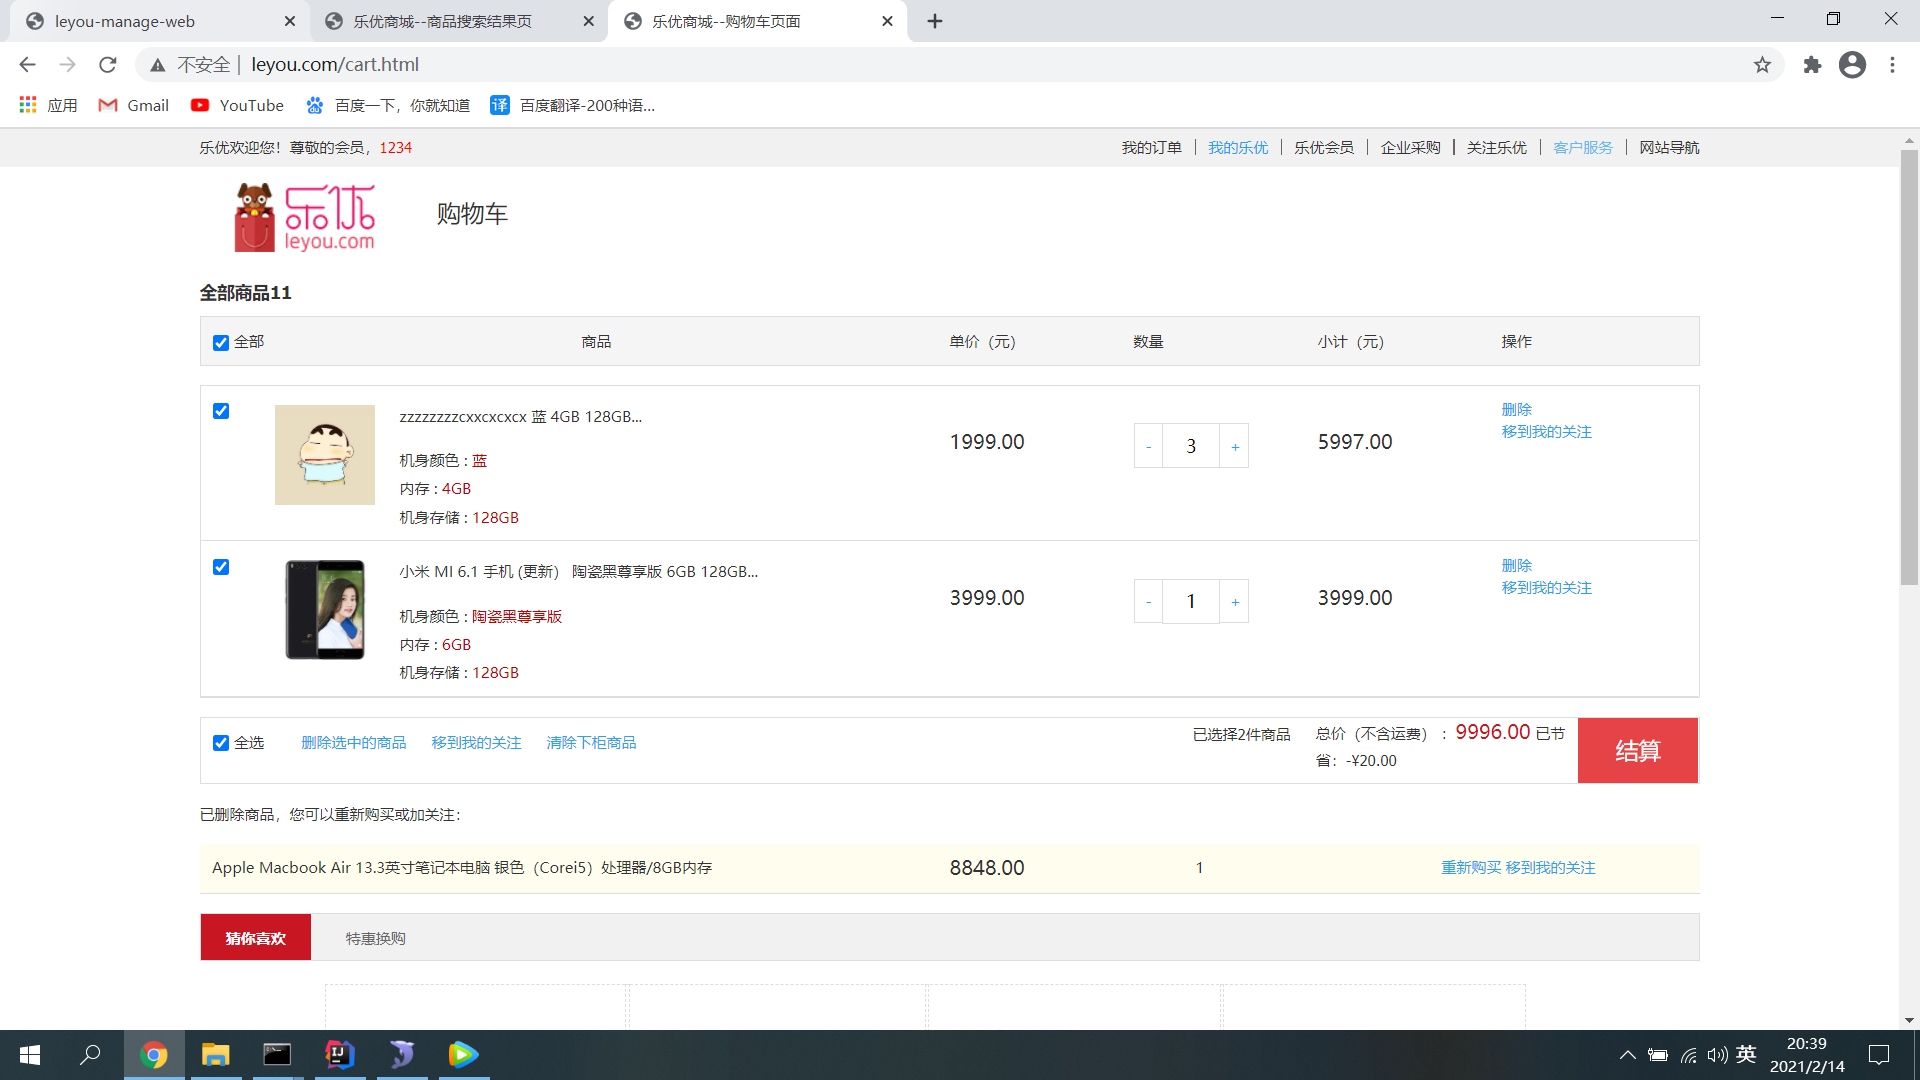 leyou-manage-web
乐优商城--商品搜索结果页
乐优商城--购物车页面
不安全 | leyou.com/cart.html
应用
Gmail
YouTube
百度一下，你就知道
译 百度翻译-200种语...
乐优欢迎您！尊敬的会员，1234
我的订单
我的乐优
乐优会员
企业采购
关注乐优
客户服务
网站导航
乐优
leyou.com
购物车
全部商品11
全部
商品
单价（元）
数量
小计（元）
操作
zzzzzzzzcxxcxcxcx 蓝 4GB 128GB...
机身颜色 : 蓝
内存 : 4GB
机身存储 : 128GB
1999.00
- 3 +
5997.00
删除
移到我的关注
小米 MI 6.1 手机 (更新） 陶瓷黑尊享版 6GB 128GB...
机身颜色 : 陶瓷黑尊享版
内存 : 6GB
机身存储 : 128GB
3999.00
- 1 +
3999.00
删除
移到我的关注
全选
删除选中的商品
移到我的关注
清除下柜商品
已选择2件商品
总价（不含运费） ： 9996.00 已节
省：-¥20.00
结算
已删除商品，您可以重新购买或加关注：
Apple Macbook Air 13.3英寸笔记本电脑 银色（Corei5）处理器/8GB内存
8848.00
1
重新购买 移到我的关注
猜你喜欢
特惠换购
IJ
英
20:39
2021/2/14